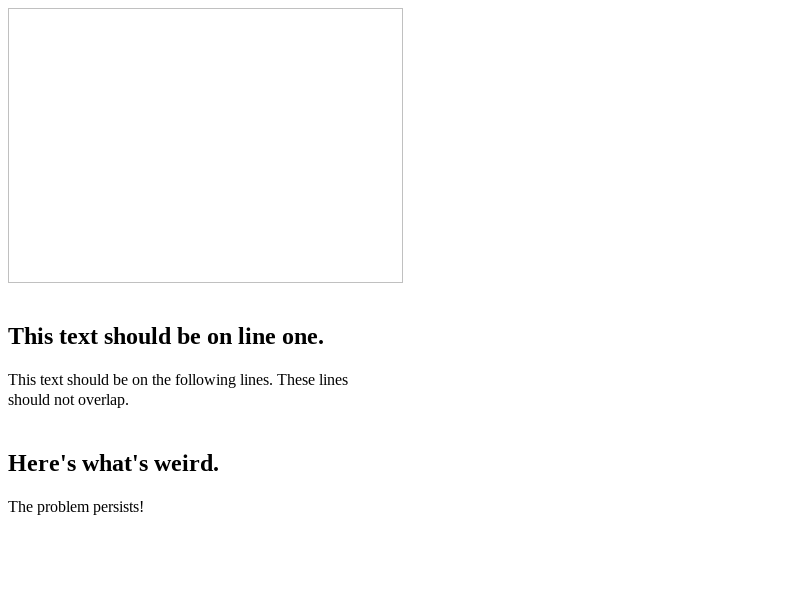 This text should be on line one.
This text should be on the following lines. These lines
should not overlap.
Here's what's weird.
The problem persists!